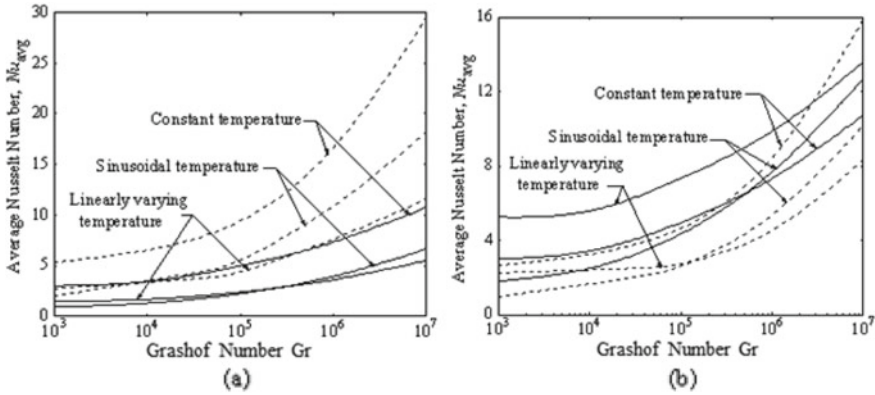 30
25
20
15
10
5
0
Average Nusselt Number, Nu_avg
Constant temperature
Sinusoidal temperature
Linearly varying
temperature
10^3
10^4
10^5
10^6
10^7
Grashof Number Gr
(a)
16
12
8
4
0
Average Nusselt Number, Nu_avg
Constant temperature
Sinusoidal temperature
Linearly varying
temperature
10^3
10^4
10^5
10^6
10^7
Grashof Number Gr
(b)